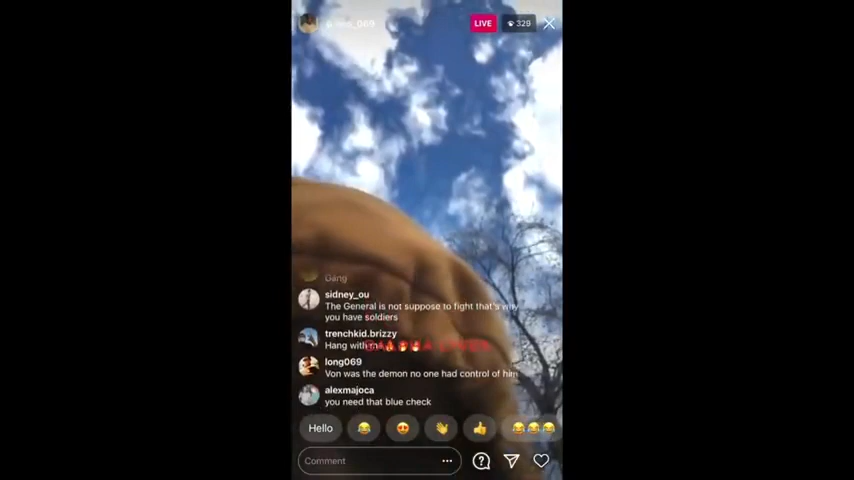 LIVE
329
Gang
sidney_ou
The General is not suppose to fight that's why
you have soldiers
trenchkid.brizzy
Hang with
long069
Von was the demon no one had control of him
alexmajoca
you need that blue check
Hello
Comment